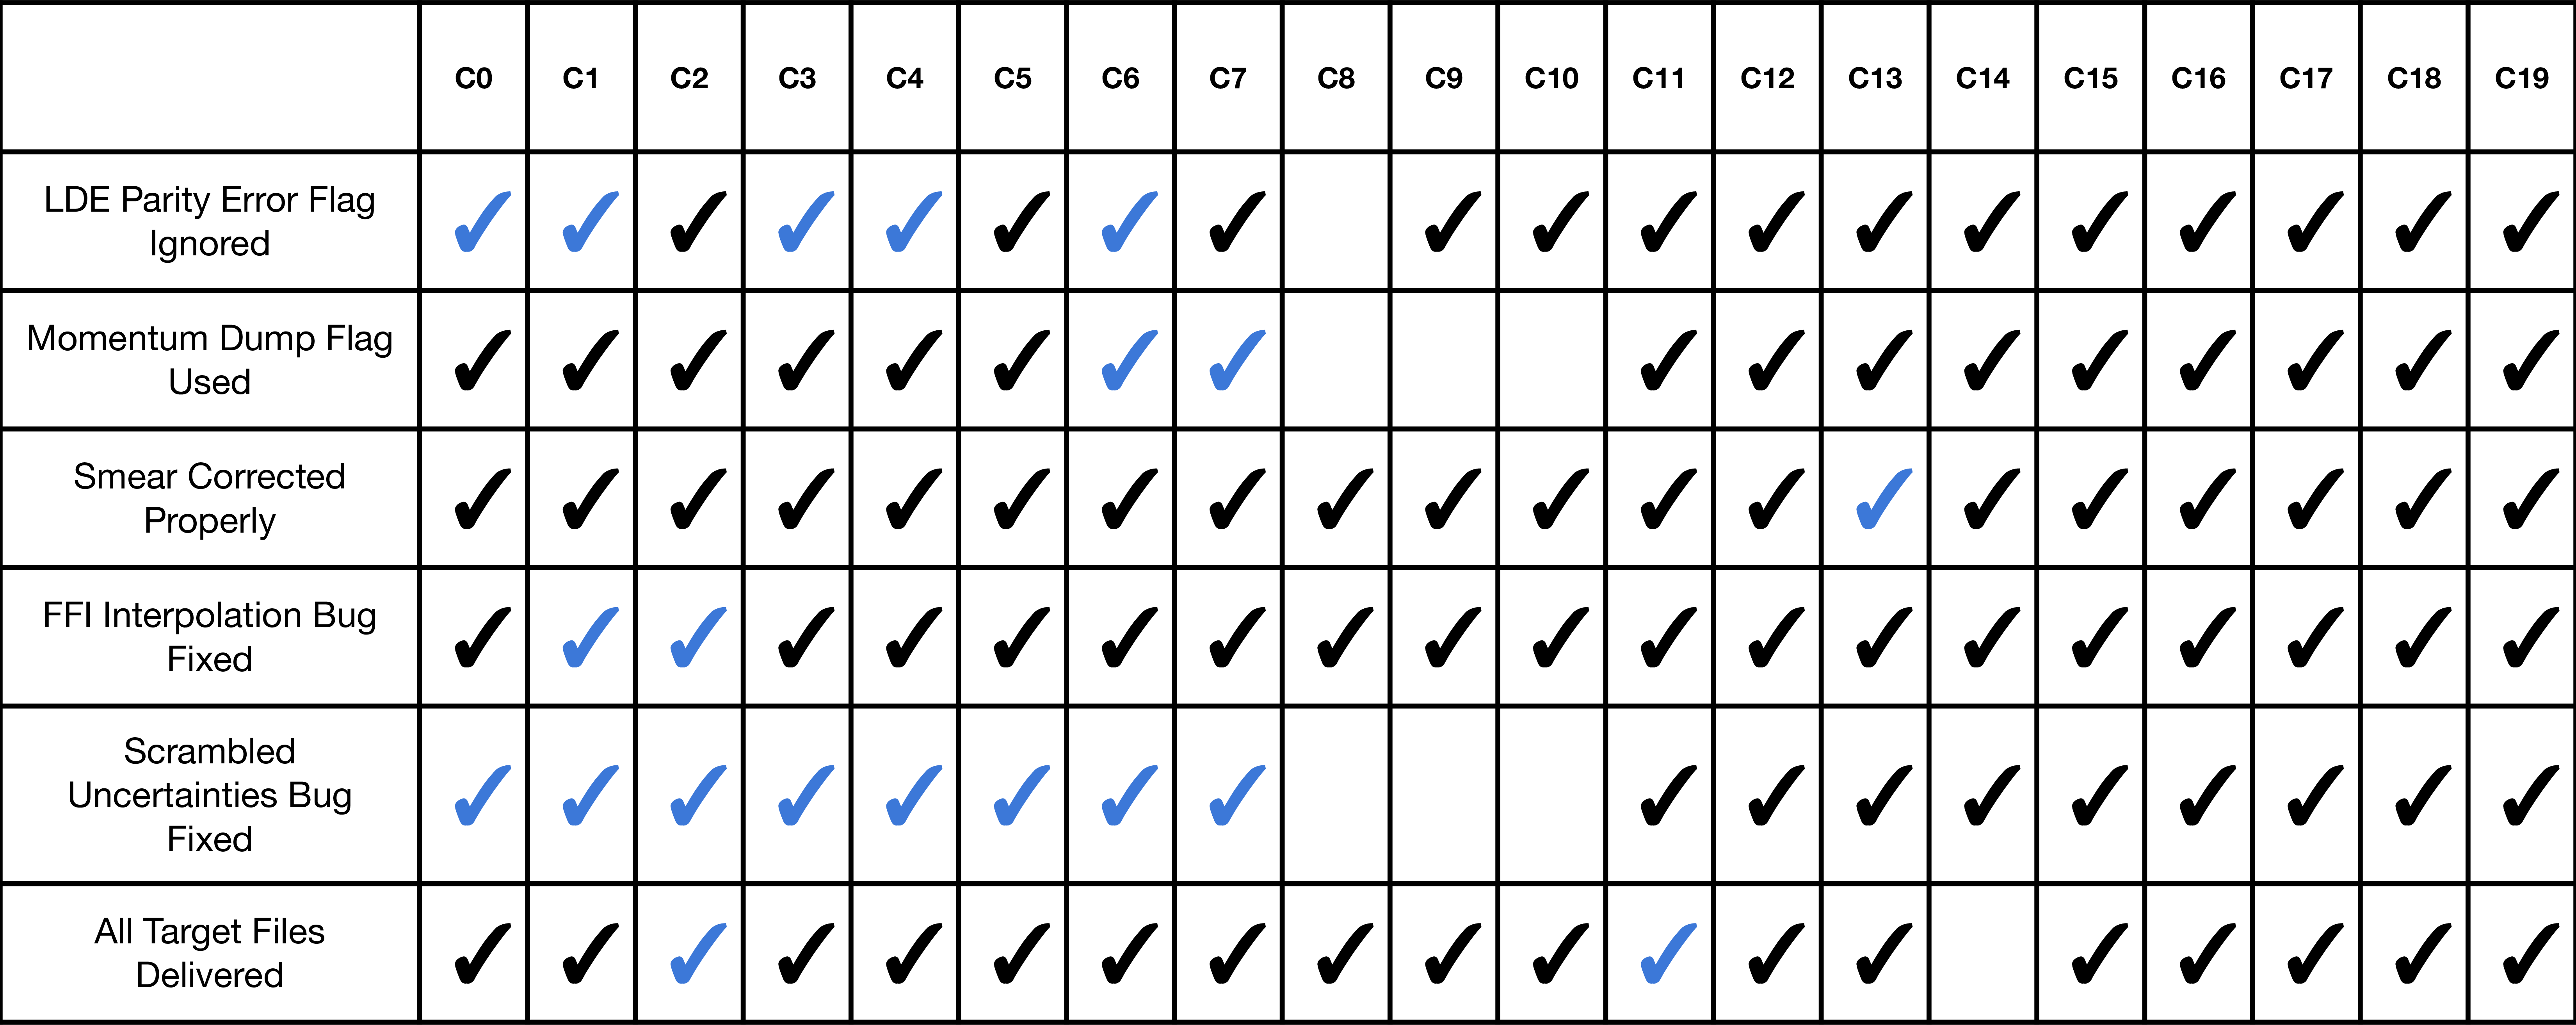 C0 C1 C2 C3 C4 C5 C6 C7 C8 C9 C10 C11 C12 C13 C14 C15 C16 C17 C18 C19
LDE Parity Error Flag
Ignored
✓ ✓ ✓ ✓ ✓ ✓ ✓ ✓ ✓ ✓ ✓ ✓ ✓ ✓ ✓ ✓ ✓ ✓ ✓
Momentum Dump Flag
Used
✓ ✓ ✓ ✓ ✓ ✓ ✓ ✓ ✓ ✓ ✓ ✓ ✓ ✓ ✓ ✓ ✓
Smear Corrected
Properly
✓ ✓ ✓ ✓ ✓ ✓ ✓ ✓ ✓ ✓ ✓ ✓ ✓ ✓ ✓ ✓ ✓ ✓ ✓ ✓
FFI Interpolation Bug
Fixed
✓ ✓ ✓ ✓ ✓ ✓ ✓ ✓ ✓ ✓ ✓ ✓ ✓ ✓ ✓ ✓ ✓ ✓ ✓ ✓
Scrambled
Uncertainties Bug
Fixed
✓ ✓ ✓ ✓ ✓ ✓ ✓ ✓ ✓ ✓ ✓ ✓ ✓ ✓ ✓ ✓ ✓
All Target Files
Delivered
✓ ✓ ✓ ✓ ✓ ✓ ✓ ✓ ✓ ✓ ✓ ✓ ✓ ✓ ✓ ✓ ✓ ✓ ✓